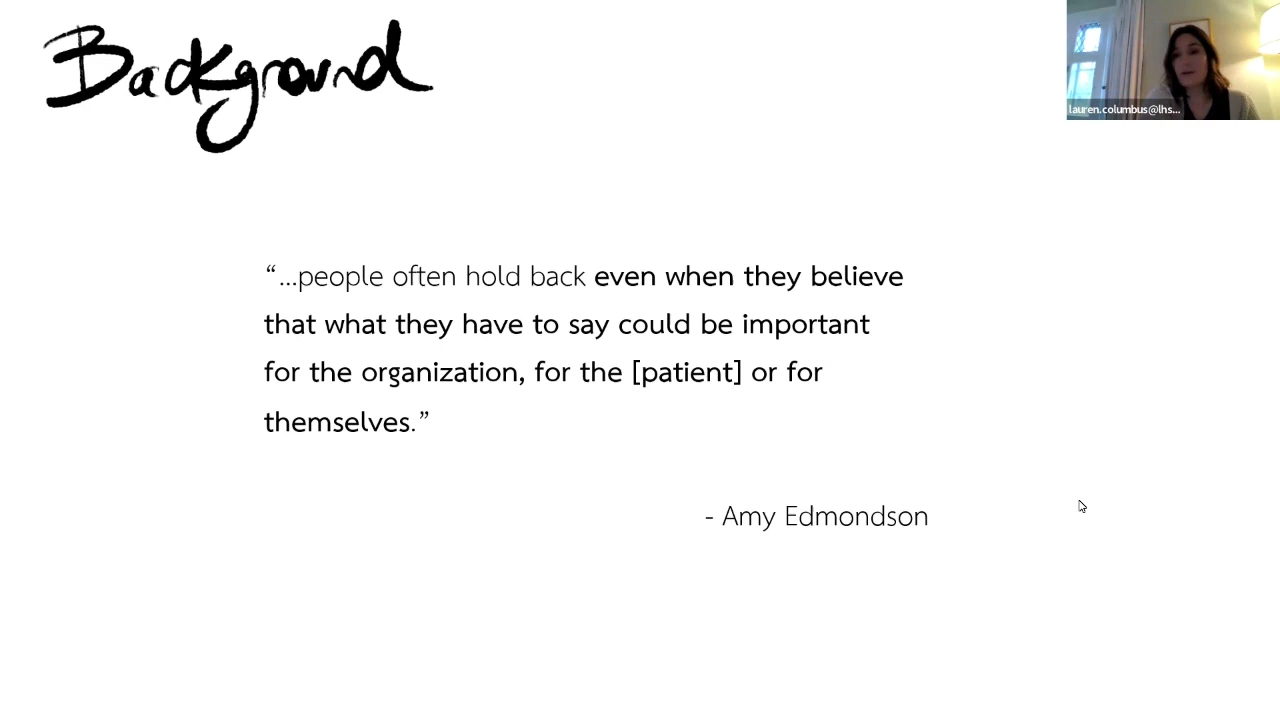 Background
lauren.columbus@lhs...
“...people often hold back even when they believe
that what they have to say could be important
for the organization, for the [patient] or for
themselves.”
- Amy Edmondson